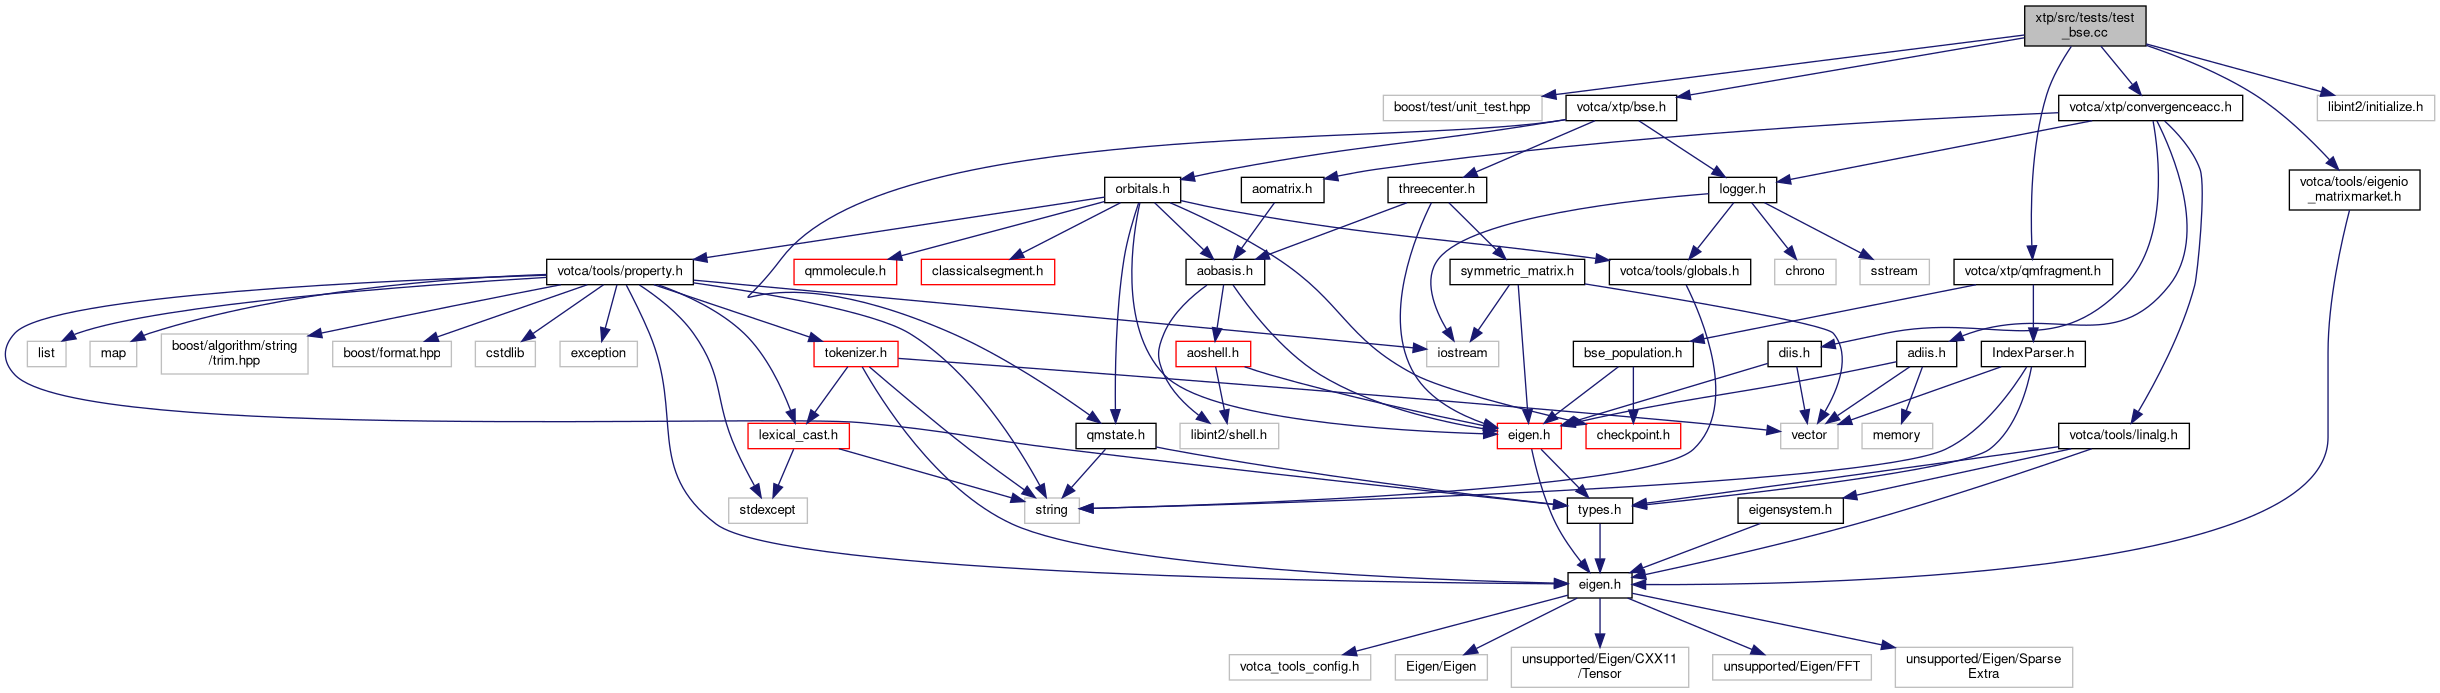 xtp/src/tests/test
_bse.cc
boost/test/unit_test.hpp
votca/xtp/bse.h
votca/xtp/convergenceacc.h
libint2/initialize.h
orbitals.h
aomatrix.h
threecenter.h
logger.h
votca/tools/eigenio
_matrixmarket.h
votca/tools/property.h
qmmolecule.h
classicalsegment.h
aobasis.h
symmetric_matrix.h
votca/tools/globals.h
chrono
sstream
votca/xtp/qmfragment.h
list
map
boost/algorithm/string
/trim.hpp
boost/format.hpp
cstdlib
exception
tokenizer.h
aoshell.h
iostream
bse_population.h
diis.h
adiis.h
IndexParser.h
lexical_cast.h
qmstate.h
libint2/shell.h
eigen.h
checkpoint.h
vector
memory
votca/tools/linalg.h
stdexcept
string
types.h
eigensystem.h
eigen.h
votca_tools_config.h
Eigen/Eigen
unsupported/Eigen/CXX11
/Tensor
unsupported/Eigen/FFT
unsupported/Eigen/Sparse
Extra